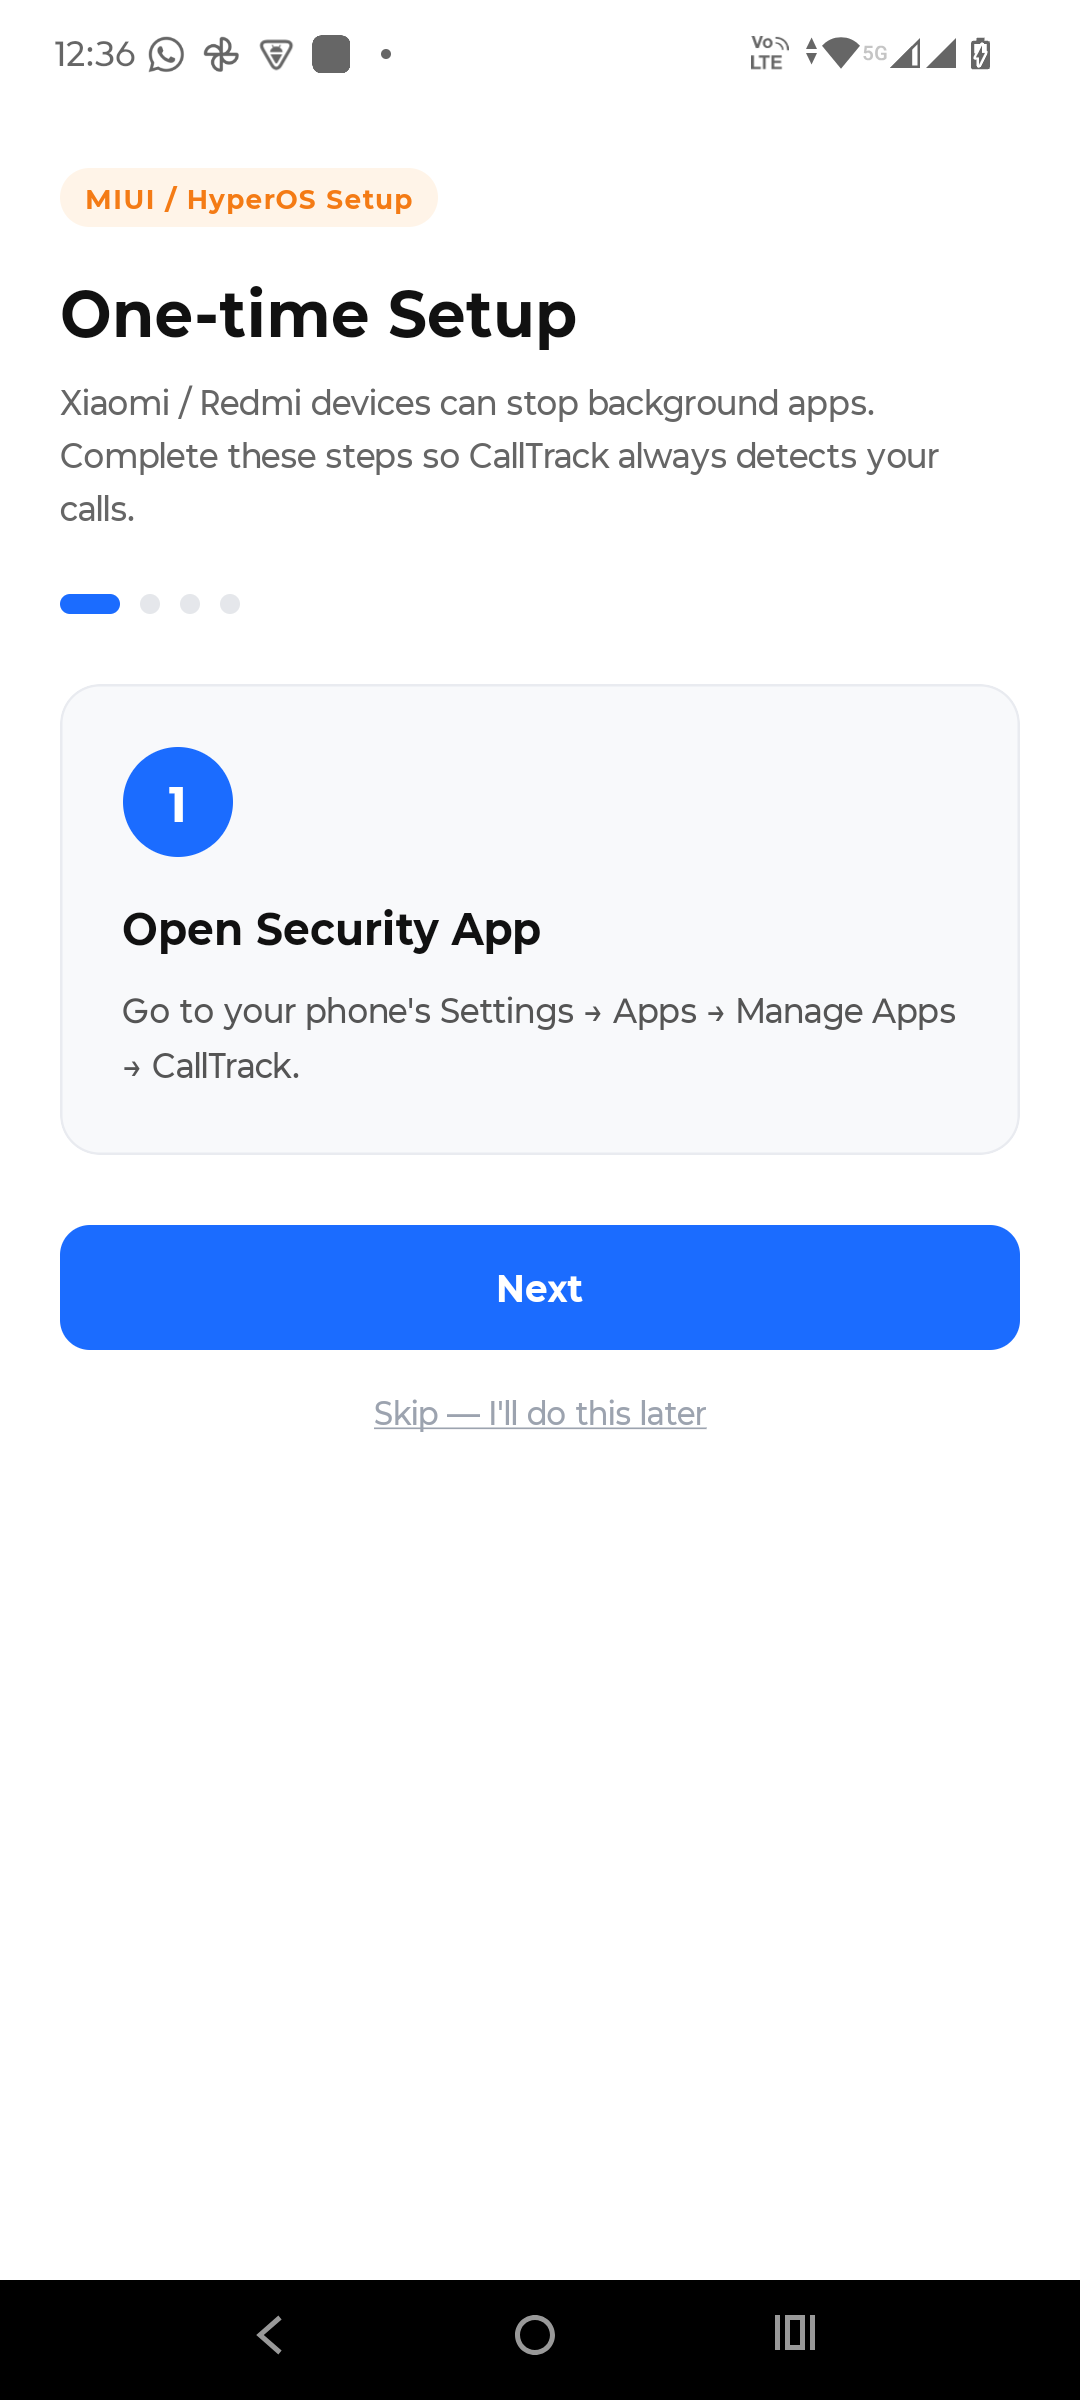 12:36
Vo
LTE
5G
MIUI / HyperOS Setup
One-time Setup
Xiaomi / Redmi devices can stop background apps.
Complete these steps so CallTrack always detects your
calls.
1
Open Security App
Go to your phone's Settings → Apps → Manage Apps
→ CallTrack.
Next
Skip — I'll do this later